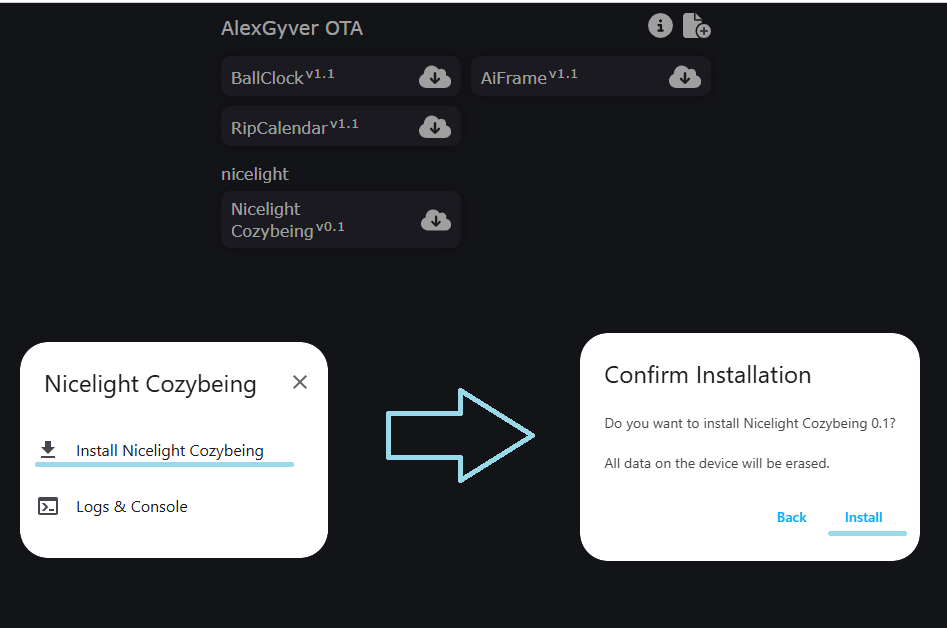 AlexGyver OTA
BallClock v1.1
AiFrame v1.1
RipCalendar v1.1
nicelight
Nicelight
Cozybeing v0.1
Nicelight Cozybeing
Install Nicelight Cozybeing
Logs & Console
Confirm Installation
Do you want to install Nicelight Cozybeing 0.1?
All data on the device will be erased.
Back Install